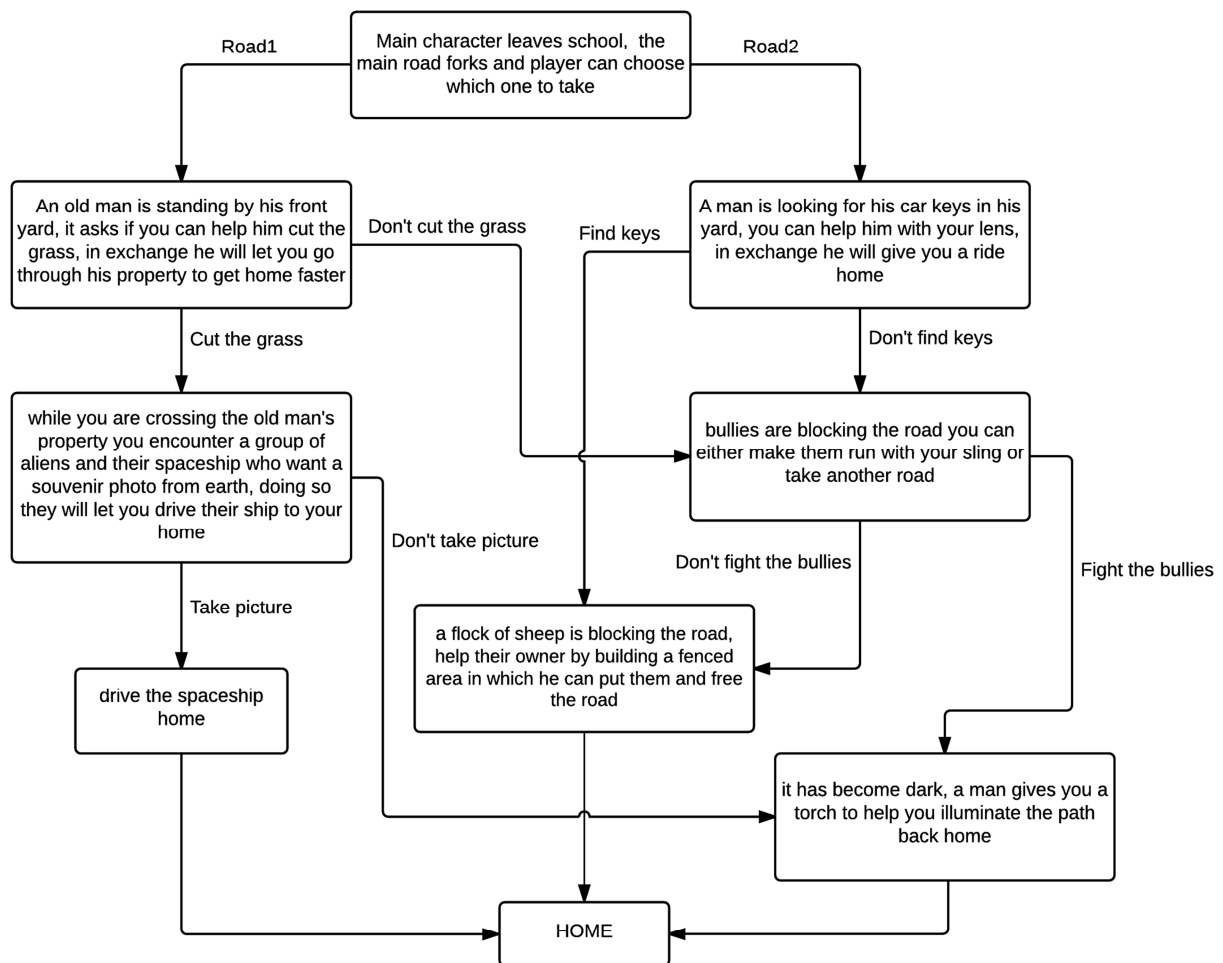 Road1
Main character leaves school, the
main road forks and player can choose
which one to take
Road2
An old man is standing by his front
yard, it asks if you can help him cut the
grass, in exchange he will let you go
through his property to get home faster
Don't cut the grass
Find keys
A man is looking for his car keys in his
yard, you can help him with your lens,
in exchange he will give you a ride
home
Cut the grass
Don't find keys
while you are crossing the old man's
property you encounter a group of
aliens and their spaceship who want a
souvenir photo from earth, doing so
they will let you drive their ship to your
home
bullies are blocking the road you can
either make them run with your sling or
take another road
Don't take picture
Don't fight the bullies
Fight the bullies
Take picture
a flock of sheep is blocking the road,
help their owner by building a fenced
area in which he can put them and free
the road
drive the spaceship
home
it has become dark, a man gives you a
torch to help you illuminate the path
back home
HOME